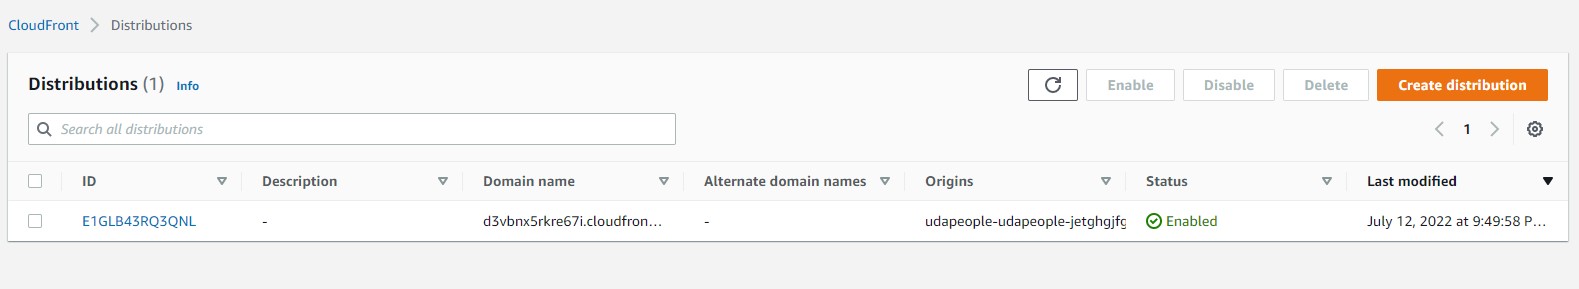 CloudFront > Distributions
Distributions (1) Info
Enable Disable Delete Create distribution
Search all distributions
1
ID Description Domain name Alternate domain names Origins Status Last modified
E1GLB43RQ3QNL - d3vbnx5rkre67i.cloudfron... - udapeople-udapeople-jetghgjfg Enabled July 12, 2022 at 9:49:58 P...